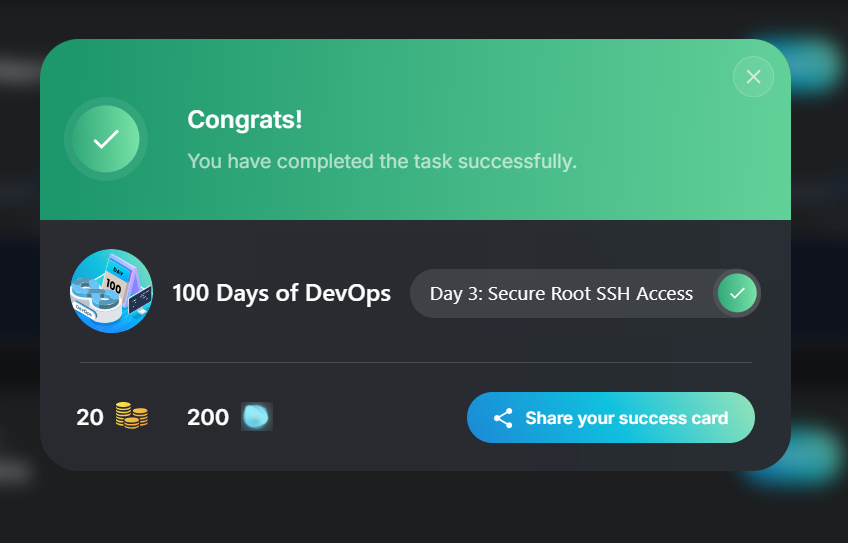 Congrats!
You have completed the task successfully.
DAY
100
DevOps
100 Days of DevOps
Day 3: Secure Root SSH Access
20
200
Share your success card